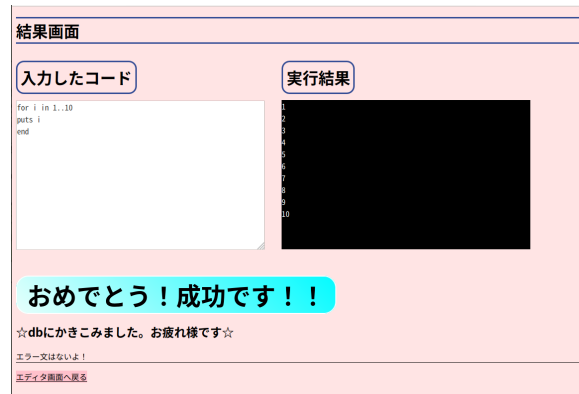 結果画面
入力したコード
実行結果
for i in 1..10
puts i
end
1
2
3
4
5
6
7
8
9
10
おめでとう！成功です！！
☆dbにかきこみました。お疲れ様です☆
エラー文はないよ！
エディタ画面へ戻る